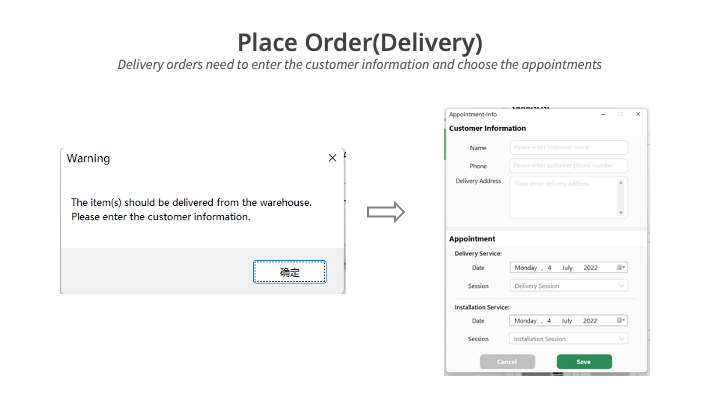 Place Order(Delivery)
Delivery orders need to enter the customer information and choose the appointments
Warning
The item(s) should be delivered from the warehouse.
Please enter the customer information.
确定
Appointment-Info
Customer Information
Name
Please enter customer name
Phone
Please enter customer phone number
Delivery Address
Place enter delivery address
Appointment
Delivery Service:
Date
Monday , 4 July 2022
Session
Delivery Session
Installation Service:
Date
Monday , 4 July 2022
Session
Installation Session
Cancel
Save